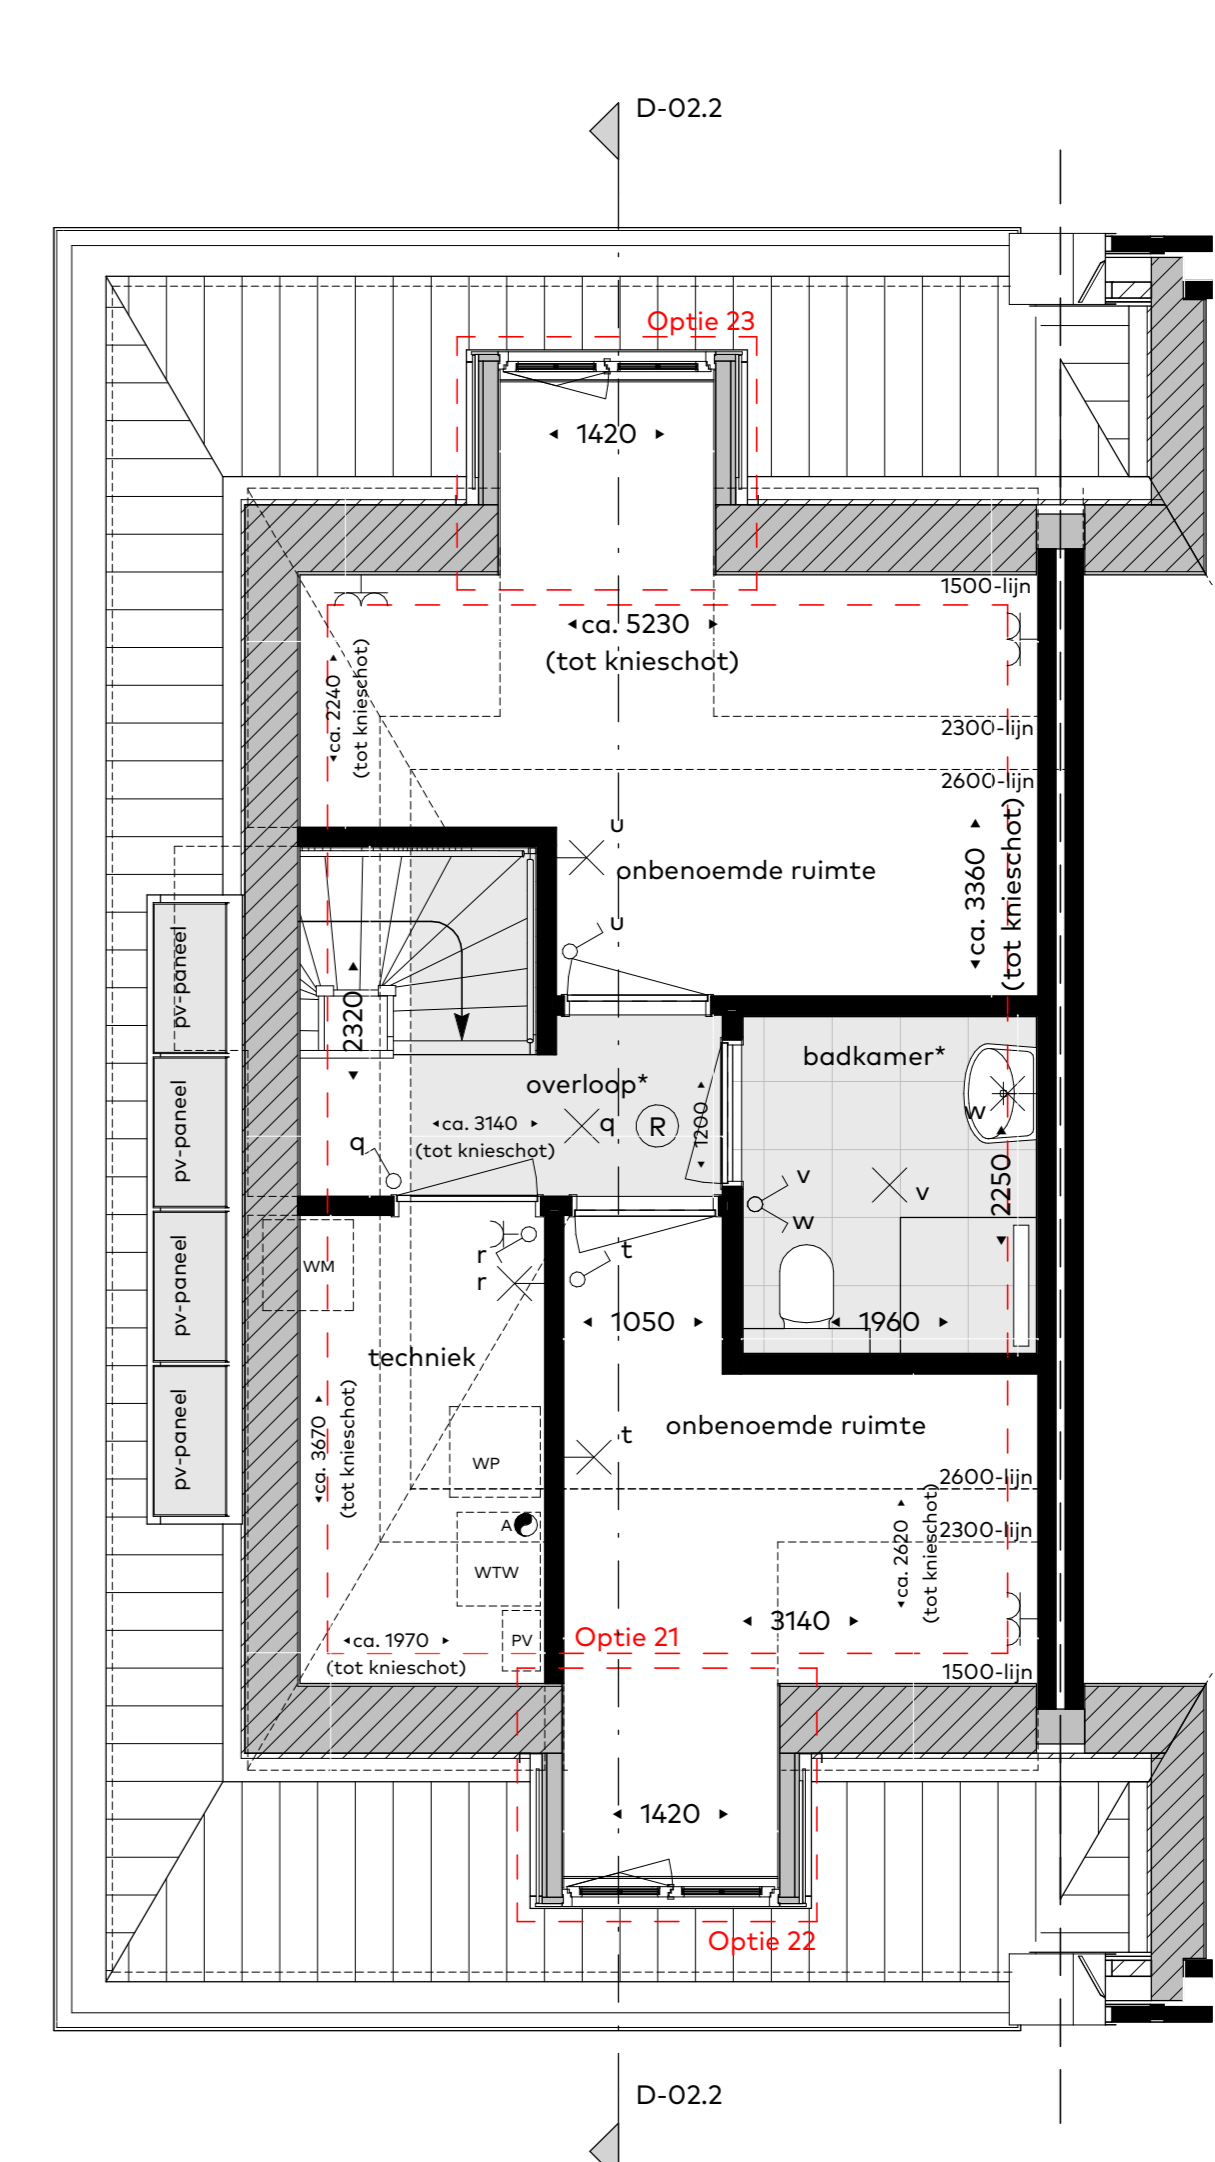 D-02.2
Optie 23
1420
1500-lijn
ca. 5230
(tot knieschot)
ca. 2240
(tot knieschot)
2300-lijn
2600-lijn
u
onbenoemde ruimte
ca. 3360
(tot knieschot)
u
pv-paneel
2320
overloop*
badkamer*
ca. 3140
(tot knieschot)
q
R
1200
w
q
pv-paneel
v
v
w
2250
r
r
t
WM
pv-paneel
1050
1960
techniek
ca. 3670
(tot knieschot)
pv-paneel
onbenoemde ruimte
t
WP
2600-lijn
A
2300-lijn
ca. 2620
(tot knieschot)
WTW
3140
ca. 1970
(tot knieschot)
PV
Optie 21
1500-lijn
1420
Optie 22
D-02.2